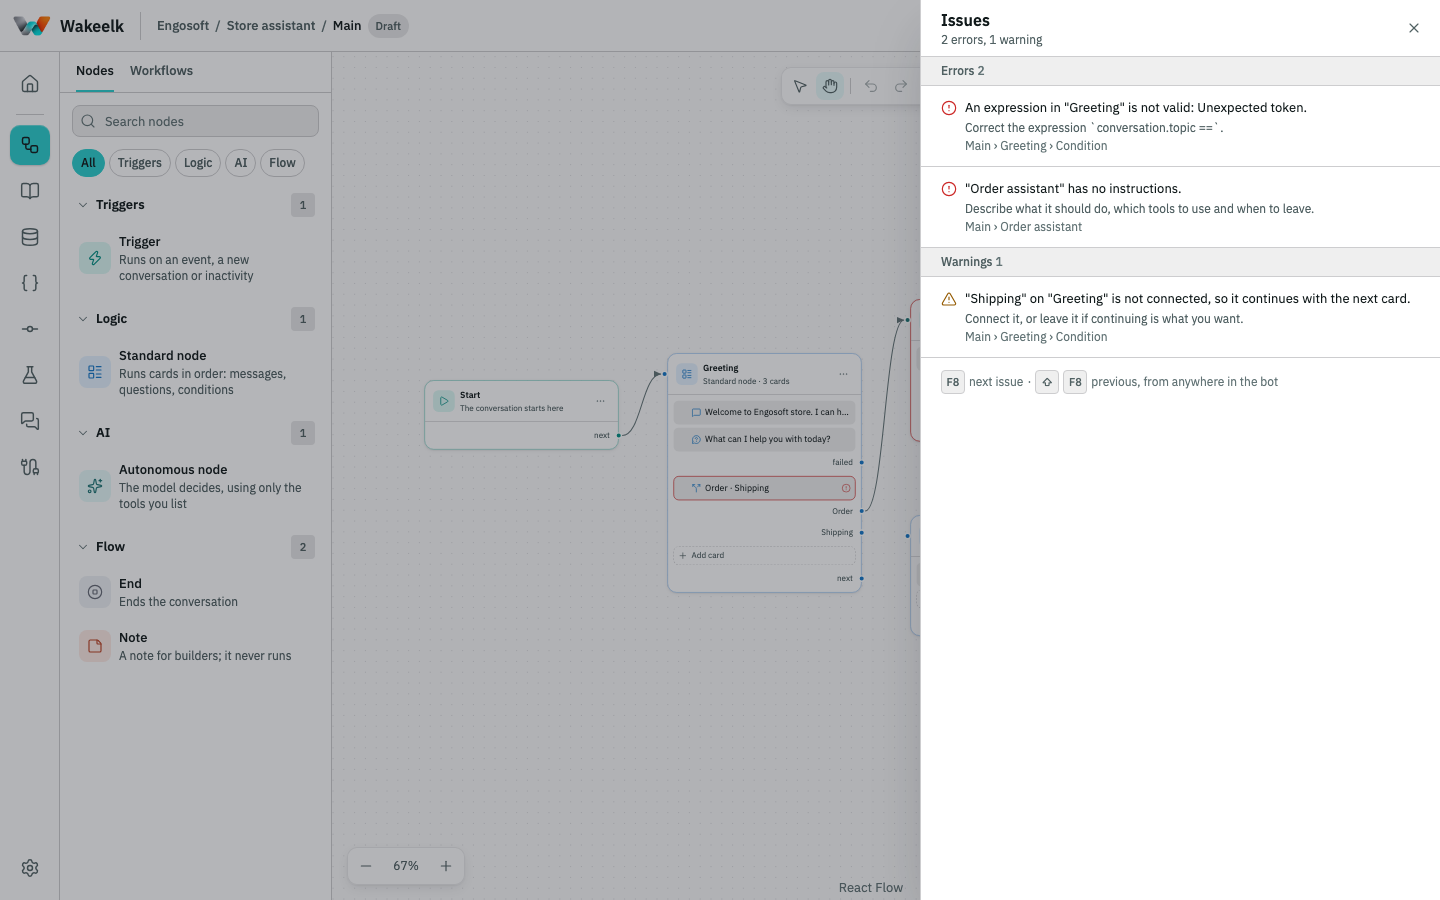 Wakeelk
Engosoft / Store assistant / Main Draft
Nodes Workflows
Search nodes
All Triggers Logic AI Flow
Triggers 1
Trigger
Runs on an event, a new
conversation or inactivity
Logic 1
Standard node
Runs cards in order: messages,
questions, conditions
AI 1
Autonomous node
The model decides, using only the
tools you list
Flow 2
End
Ends the conversation
Note
A note for builders; it never runs
Start
The conversation starts here
next
Greeting
Standard node · 3 cards
Welcome to Engosoft store. I can h...
What can I help you with today?
failed
Order · Shipping
Order
Shipping
+ Add card
next
67%
React Flow
Issues
2 errors, 1 warning
Errors 2
An expression in "Greeting" is not valid: Unexpected token.
Correct the expression `conversation.topic ==`.
Main › Greeting › Condition
"Order assistant" has no instructions.
Describe what it should do, which tools to use and when to leave.
Main › Order assistant
Warnings 1
"Shipping" on "Greeting" is not connected, so it continues with the next card.
Connect it, or leave it if continuing is what you want.
Main › Greeting › Condition
F8 next issue · F8 previous, from anywhere in the bot